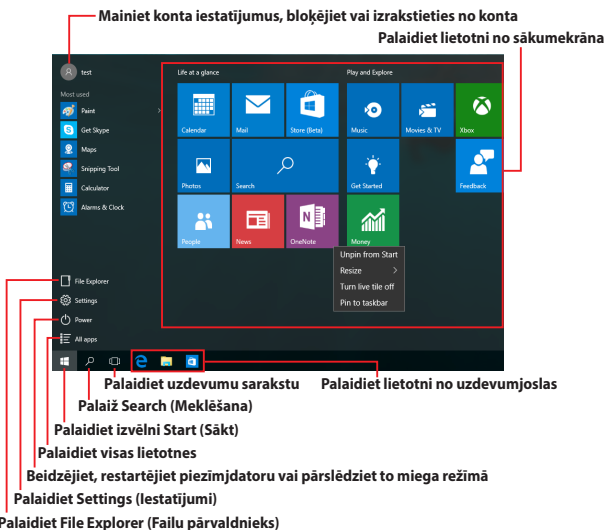 Mainiet konta iestatījumus, bloķējiet vai izrakstieties no konta
Palaidiet lietotni no sākumekrāna
test
Life at a glance
Play and Explore
Most used
Paint
Get Skype
Maps
Snipping Tool
Calculator
Alarms & Clock
Calendar
Mail
Store (Beta)
Music
Movies & TV
Xbox
Photos
Search
Get Started
Feedback
People
News
OneNote
Money
Unpin from Start
Resize
Turn live tile off
Pin to taskbar
File Explorer
Settings
Power
All apps
Palaidiet uzdevumu sarakstu
Palaidiet lietotni no uzdevumjoslas
Palaiž Search (Meklēšana)
Palaidiet izvēlni Start (Sākt)
Palaidiet visas lietotnes
Beidzējiet, restartējiet piezīmjdatoru vai pārslēdziet to miega režīmā
Palaidiet Settings (Iestatījumi)
Palaidiet File Explorer (Failu pārvaldnieks)